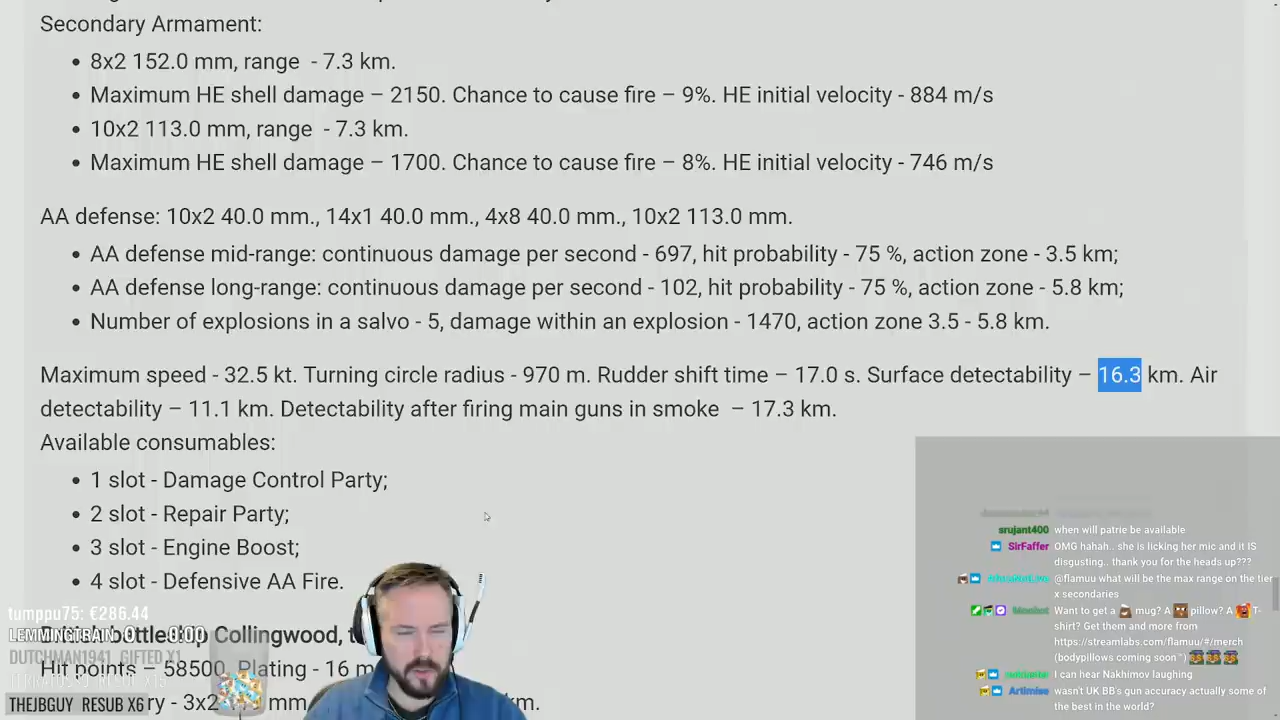 Secondary Armament:
• 8x2 152.0 mm, range - 7.3 km.
• Maximum HE shell damage – 2150. Chance to cause fire – 9%. HE initial velocity - 884 m/s
• 10x2 113.0 mm, range - 7.3 km.
• Maximum HE shell damage – 1700. Chance to cause fire – 8%. HE initial velocity - 746 m/s
AA defense: 10x2 40.0 mm., 14x1 40.0 mm., 4x8 40.0 mm., 10x2 113.0 mm.
• AA defense mid-range: continuous damage per second - 697, hit probability - 75 %, action zone - 3.5 km;
• AA defense long-range: continuous damage per second - 102, hit probability - 75 %, action zone - 5.8 km;
• Number of explosions in a salvo - 5, damage within an explosion - 1470, action zone 3.5 - 5.8 km.
Maximum speed - 32.5 kt. Turning circle radius - 970 m. Rudder shift time – 17.0 s. Surface detectability – 16.3 km. Air
detectability – 11.1 km. Detectability after firing main guns in smoke – 17.3 km.
Available consumables:
• 1 slot - Damage Control Party;
• 2 slot - Repair Party;
• 3 slot - Engine Boost;
• 4 slot - Defensive AA Fire.
Collingwood,
Hit points – 58500. Plating - 16 m
3x2 mm
km.
tumppu75: €286.44
LEMMINGTRAIN
0:00
DUTCHMAN1941 GIFTED X1
THEJBGUY RESUB X6
srujant400 when will patrie be available
SirFaffer OMG hahah.. she is licking her mic and it IS
disgusting.. thank you for the heads up???
@flamuu what will be the max range on the tier
x secondaries
Moobot Want to get a mug? A pillow? A T-
shirt? Get them and more from
https://streamlabs.com/flamuu/#/merch
(bodypillows coming soon™)
I can hear Nakhimov laughing
Artimise wasn't UK BB's gun accuracy actually some of
the best in the world?